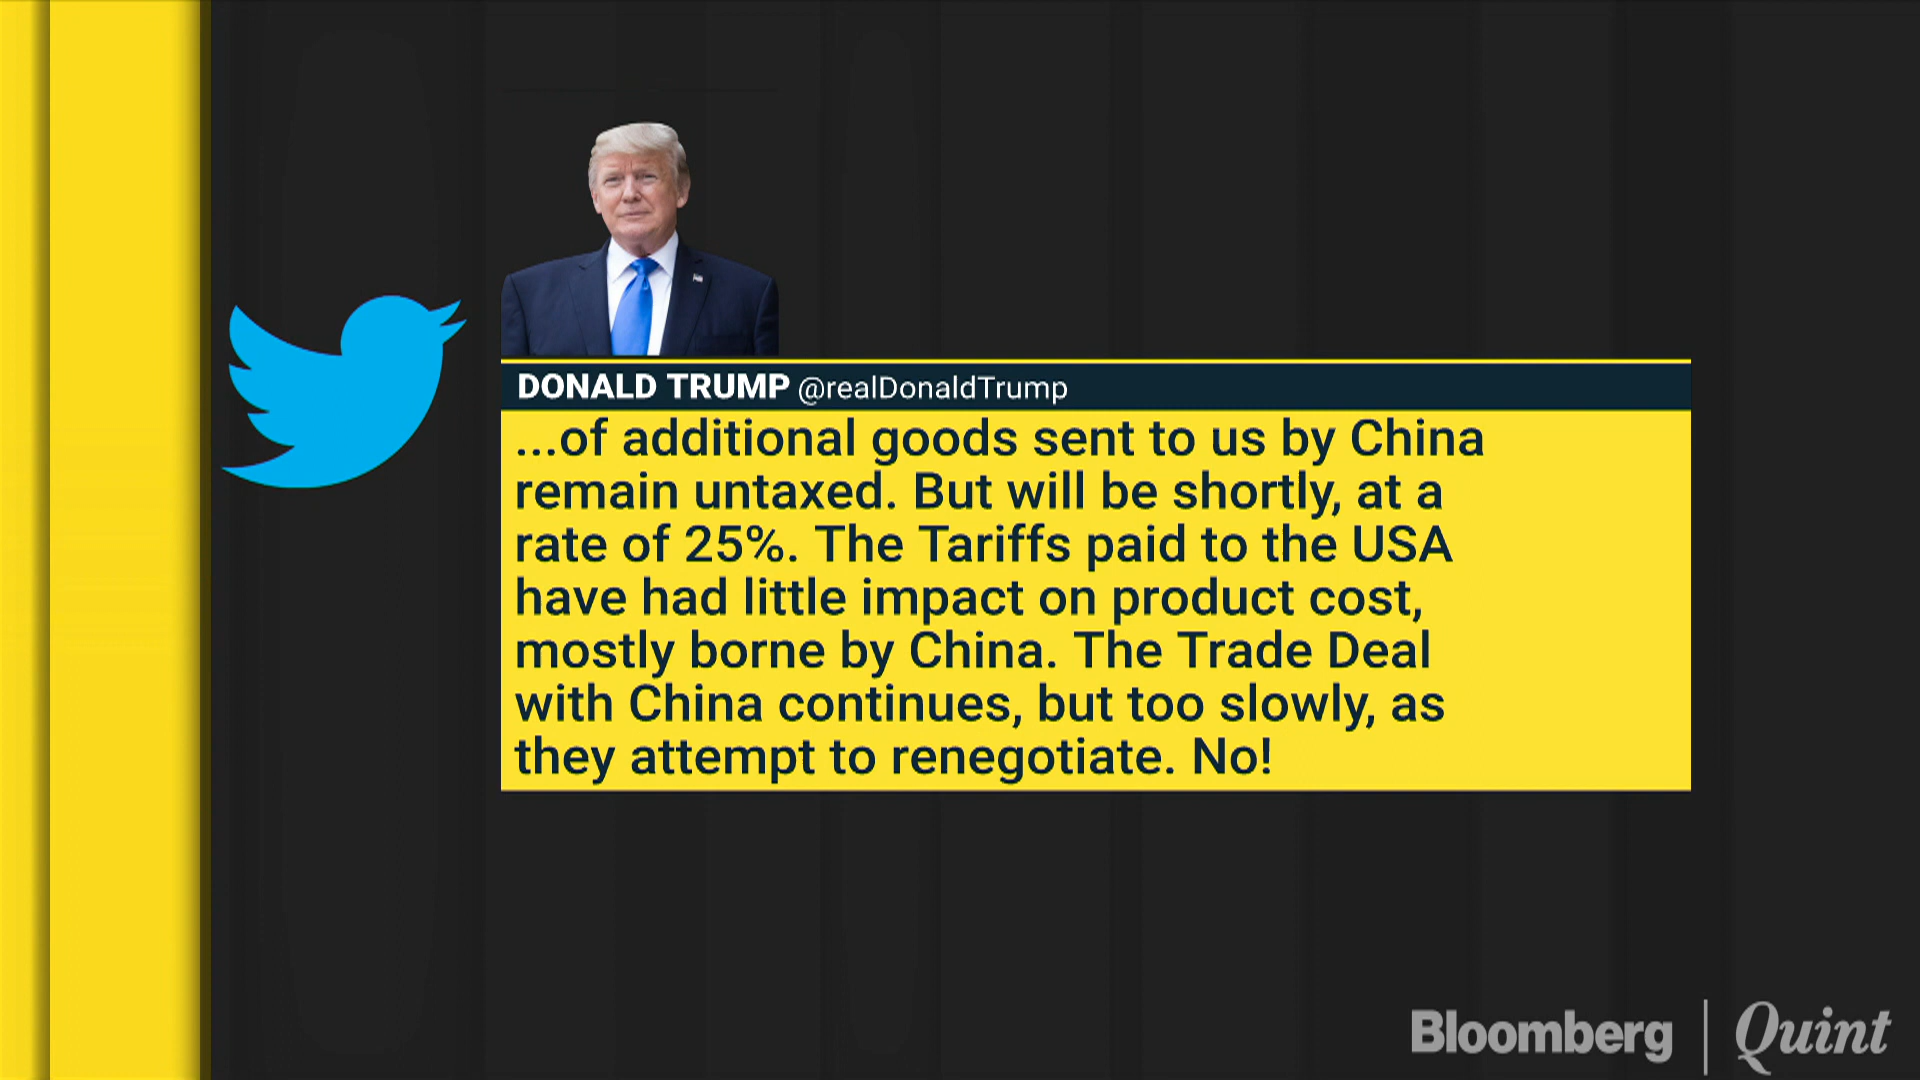 DONALD TRUMP @realDonaldTrump
...of additional goods sent to us by China
remain untaxed. But will be shortly, at a
rate of 25%. The Tariffs paid to the USA
have had little impact on product cost,
mostly borne by China. The Trade Deal
with China continues, but too slowly, as
they attempt to renegotiate. No!
Bloomberg | Quint